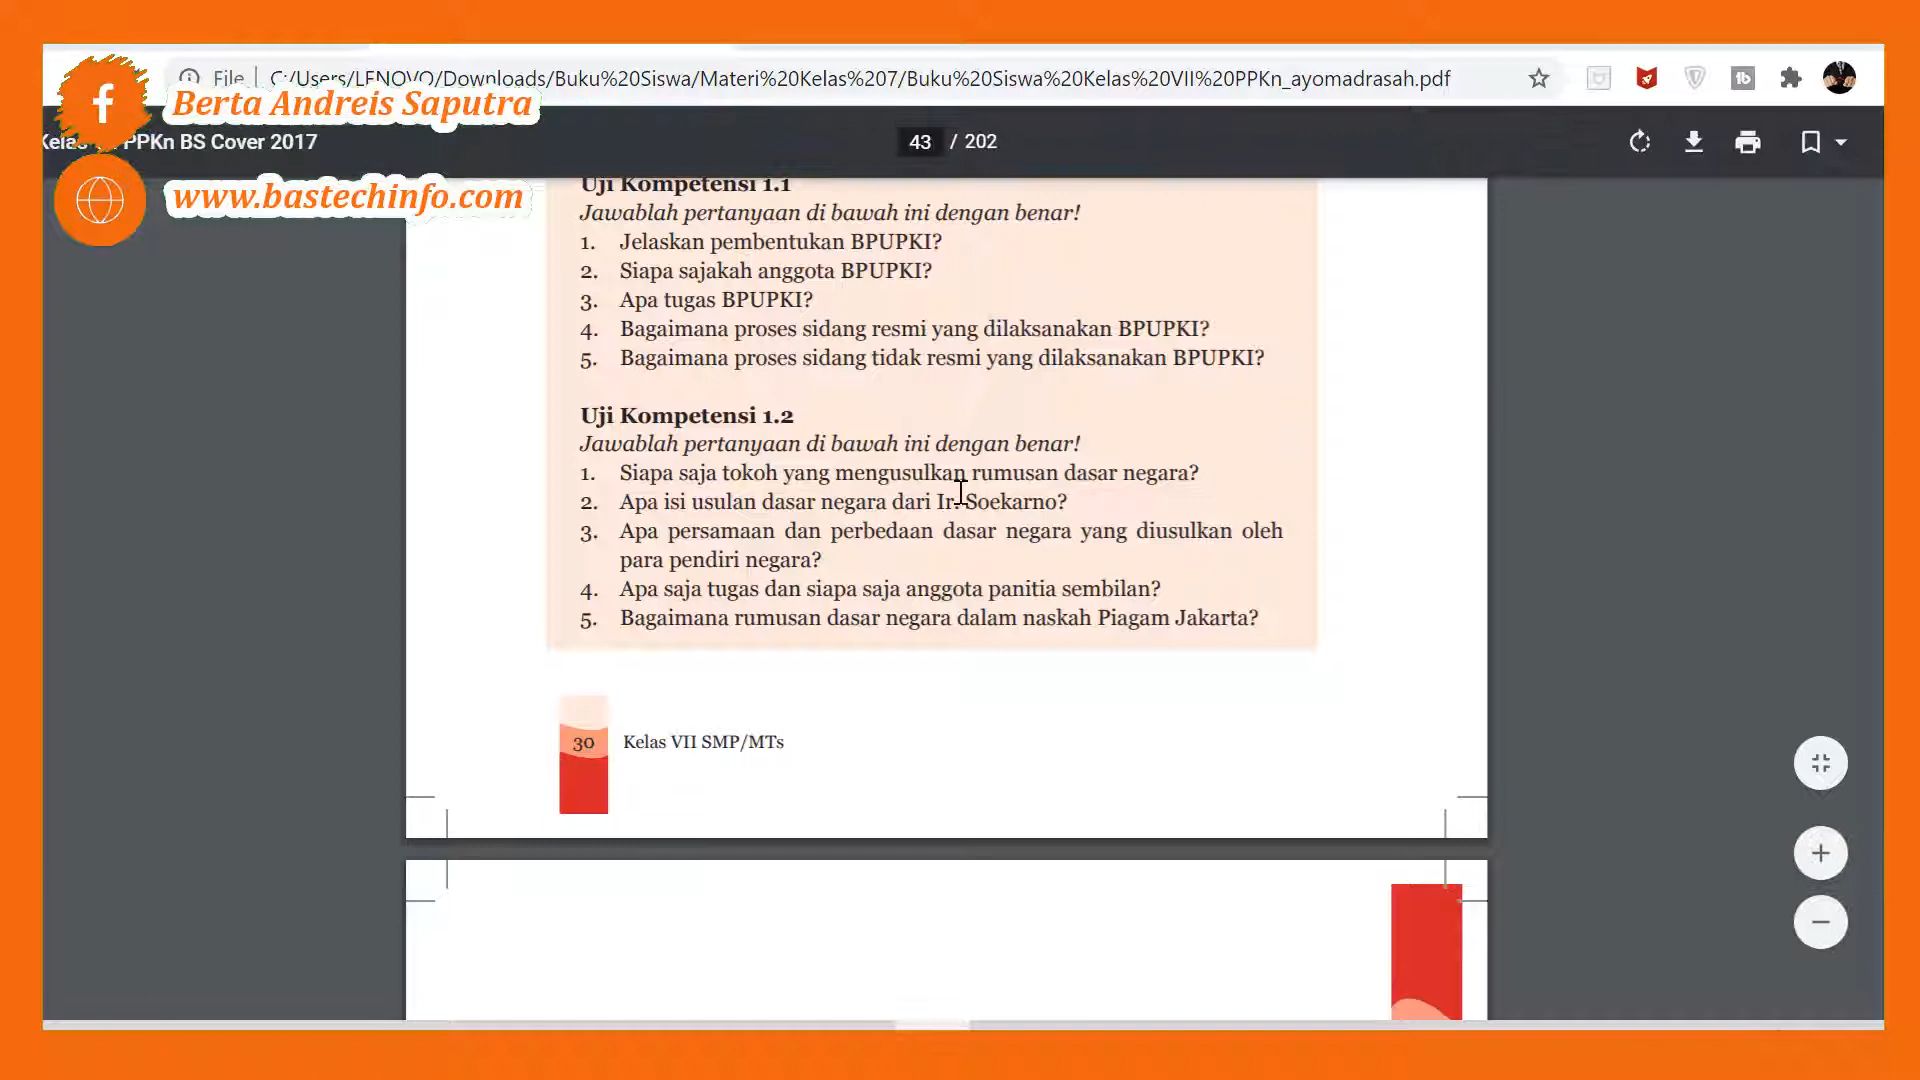 File C:/Users/LENOVO/Downloads/Buku%20Siswa/Materi%20Kelas%207/Buku%20Siswa%20Kelas%20VII%20PPKn_ayomadrasah.pdf
Berta Andreis Saputra
PPKn BS Cover 2017
43 / 202
www.bastechinfo.com
Uji Kompetensi 1.1
Jawablah pertanyaan di bawah ini dengan benar!
1. Jelaskan pembentukan BPUPKI?
2. Siapa sajakah anggota BPUPKI?
3. Apa tugas BPUPKI?
4. Bagaimana proses sidang resmi yang dilaksanakan BPUPKI?
5. Bagaimana proses sidang tidak resmi yang dilaksanakan BPUPKI?
Uji Kompetensi 1.2
Jawablah pertanyaan di bawah ini dengan benar!
1. Siapa saja tokoh yang mengusulkan rumusan dasar negara?
2. Apa isi usulan dasar negara dari Ir. Soekarno?
3. Apa persamaan dan perbedaan dasar negara yang diusulkan oleh
para pendiri negara?
4. Apa saja tugas dan siapa saja anggota panitia sembilan?
5. Bagaimana rumusan dasar negara dalam naskah Piagam Jakarta?
30 Kelas VII SMP/MTs